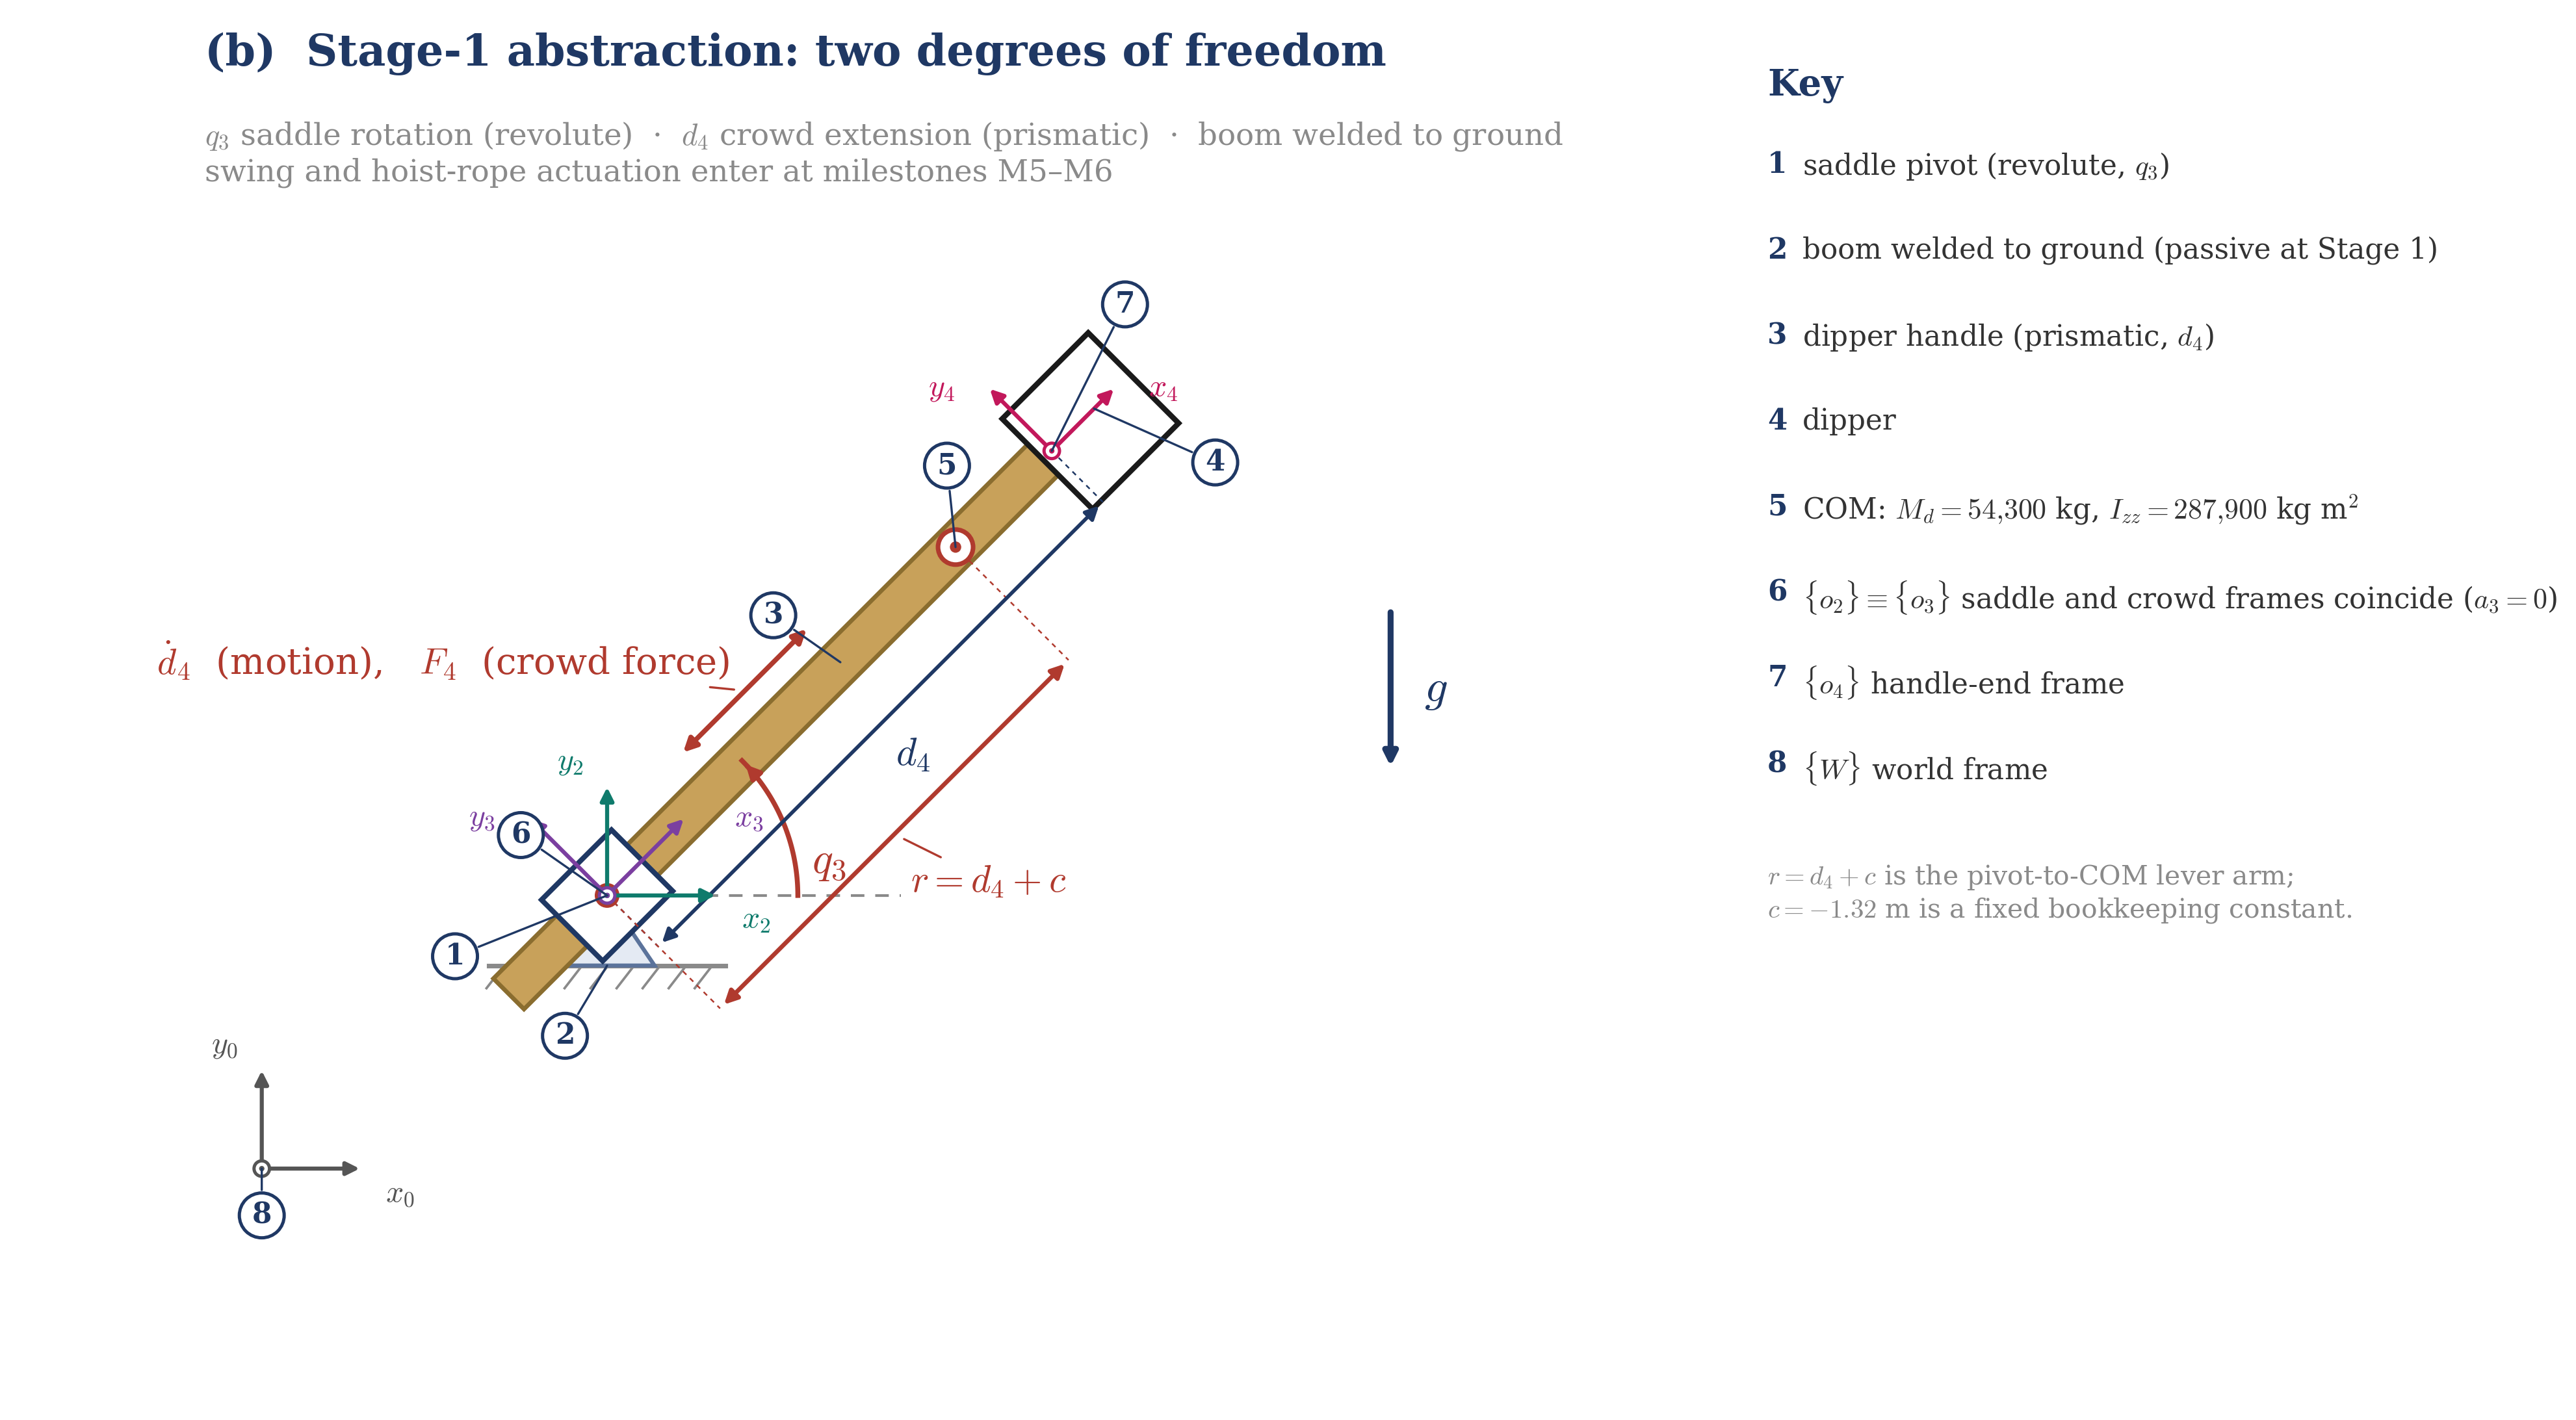 (b) Stage-1 abstraction: two degrees of freedom
q₃ saddle rotation (revolute) · d₄ crowd extension (prismatic) · boom welded to ground
swing and hoist-rope actuation enter at milestones M5–M6
7
y₄
x₄
5
4
3
ḋ₄ (motion), F₄ (crowd force)
g
d₄
y₂
y₃
6
x₃
q₃
r = d₄ + c
x₂
1
2
y₀
x₀
8
Key
1 saddle pivot (revolute, q₃)
2 boom welded to ground (passive at Stage 1)
3 dipper handle (prismatic, d₄)
4 dipper
5 COM: M_d = 54,300 kg, I_zz = 287,900 kg m²
6 {o₂} ≡ {o₃} saddle and crowd frames coincide (a₃ = 0)
7 {o₄} handle-end frame
8 {W} world frame
r = d₄ + c is the pivot-to-COM lever arm;
c = −1.32 m is a fixed bookkeeping constant.